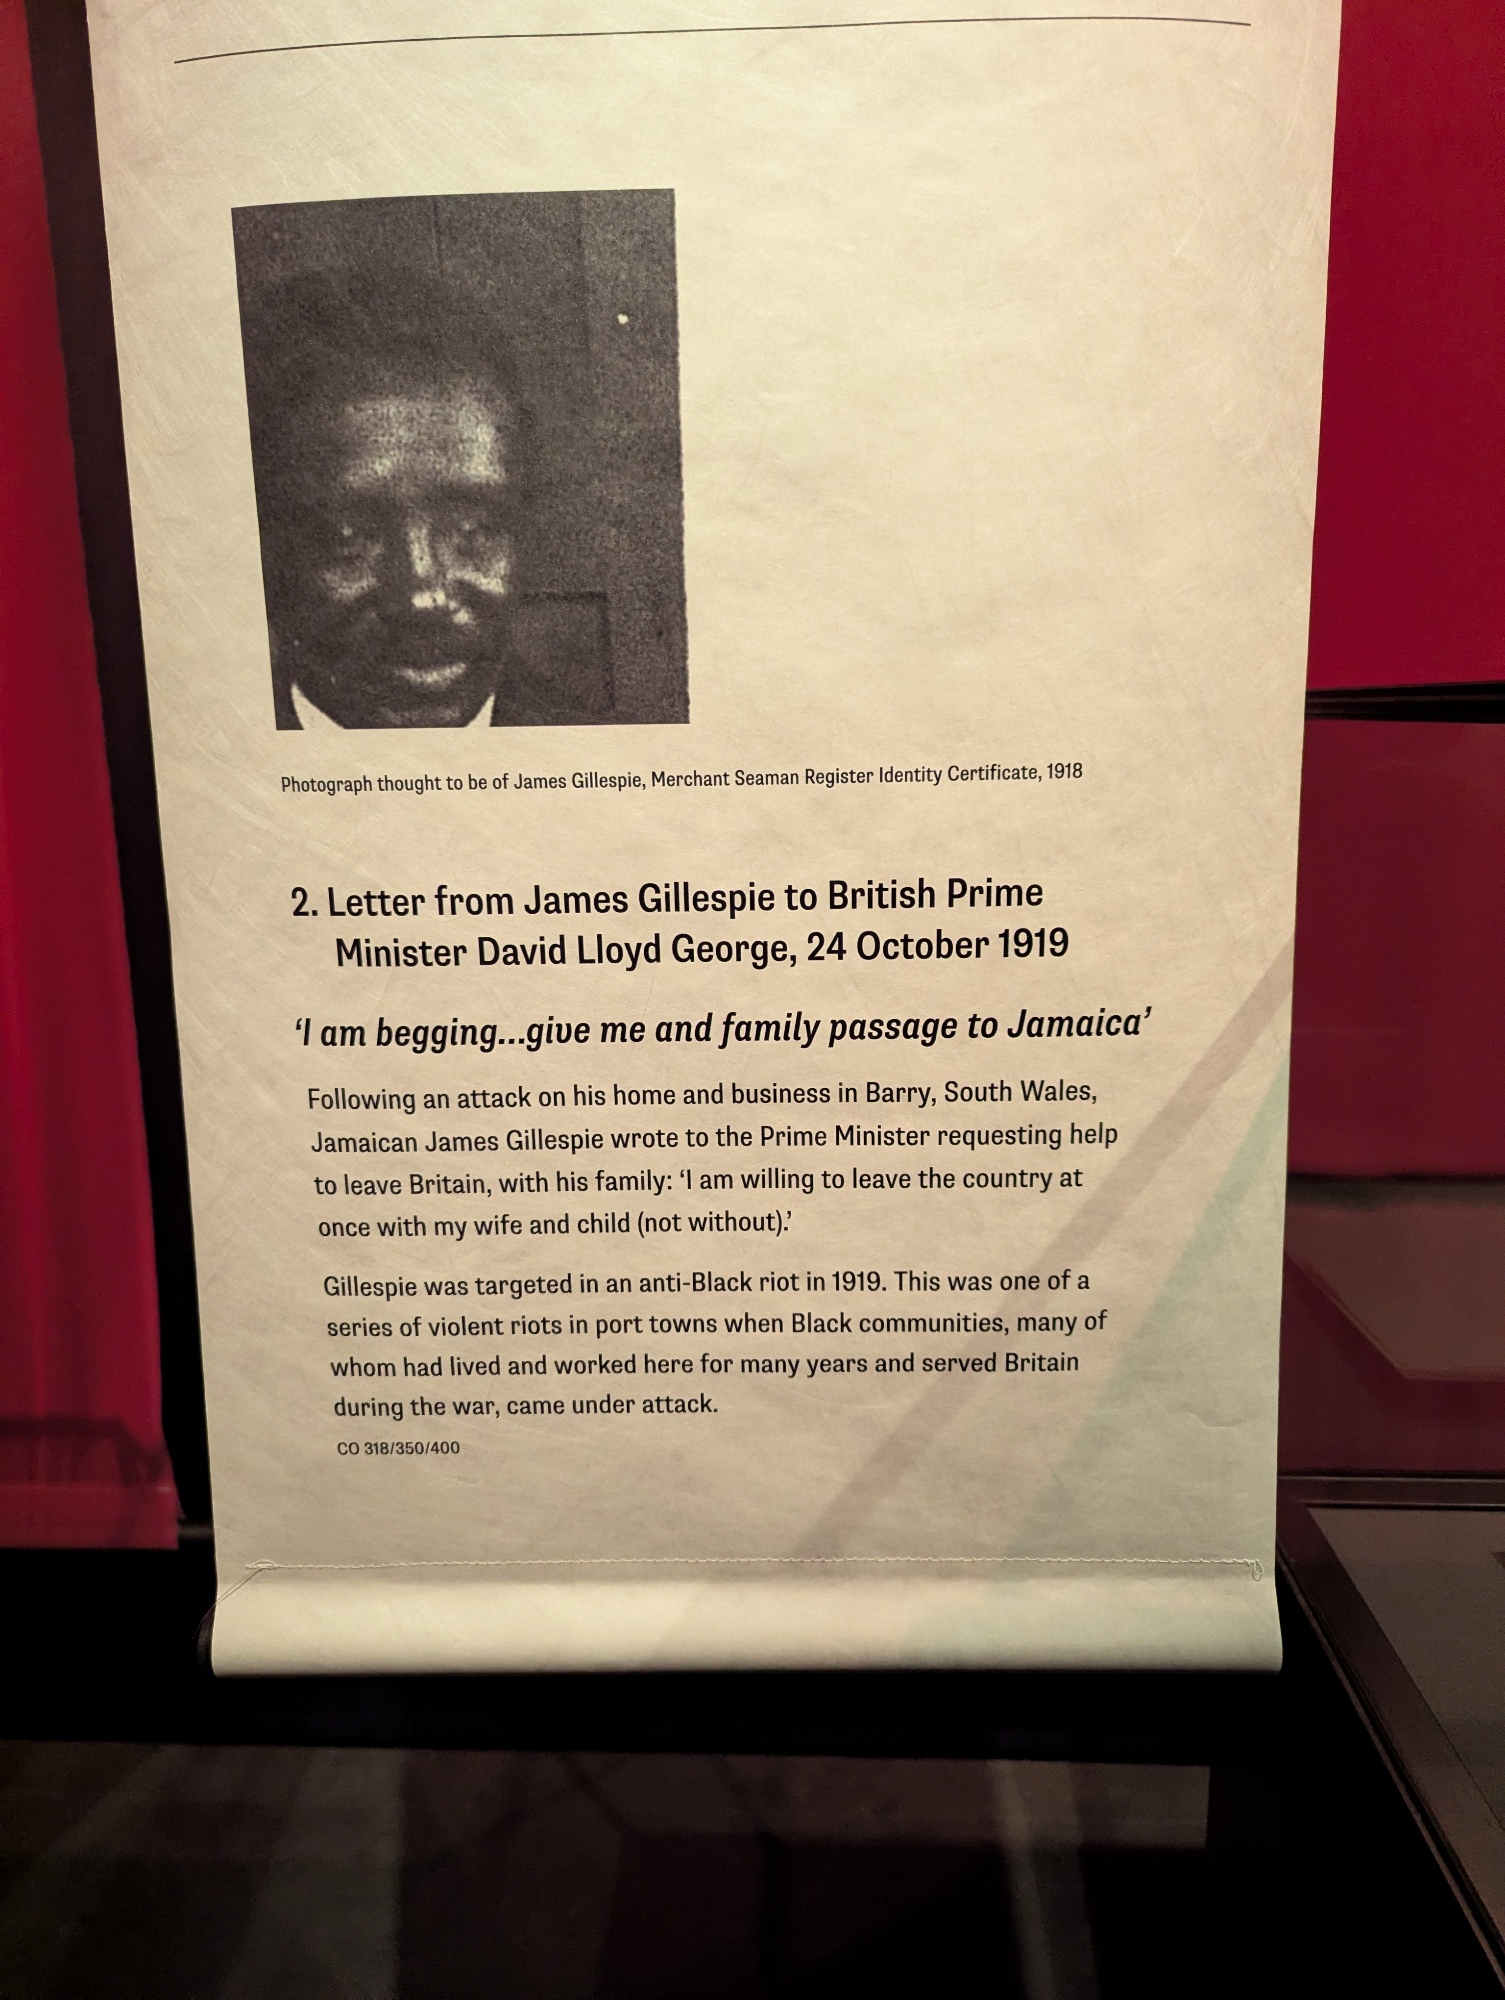 Photograph thought to be of James Gillespie, Merchant Seaman Register Identity Certificate, 1918
2. Letter from James Gillespie to British Prime
Minister David Lloyd George, 24 October 1919
‘I am begging...give me and family passage to Jamaica’
Following an attack on his home and business in Barry, South Wales,
Jamaican James Gillespie wrote to the Prime Minister requesting help
to leave Britain, with his family: ‘I am willing to leave the country at
once with my wife and child (not without).’
Gillespie was targeted in an anti-Black riot in 1919. This was one of a
series of violent riots in port towns when Black communities, many of
whom had lived and worked here for many years and served Britain
during the war, came under attack.
CO 318/350/400